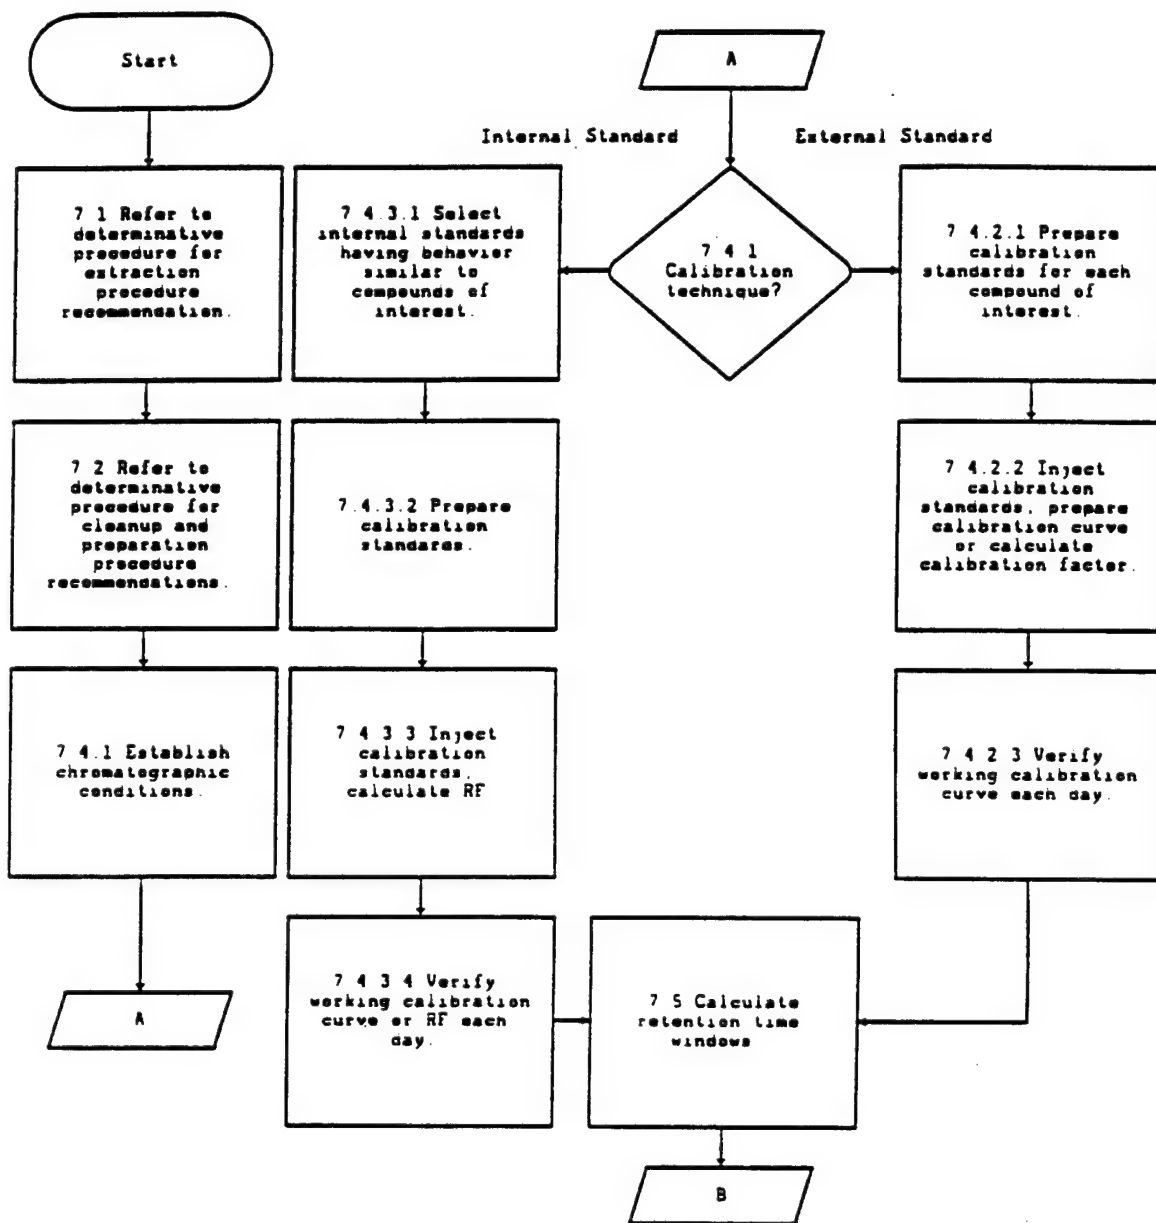 Start
7 1 Refer to
determinative
procedure for
extraction
procedure
recommendation.
7 2 Refer to
determinative
procedure for
cleanup and
preparation
procedure
recommendations.
7 4.1 Establish
chromatographic
conditions.
A
A
Internal Standard
External Standard
7 4 1
Calibration
technique?
7 4.3.1 Select
internal standards
having behavior
similar to
compounds of
interest.
7.4.3.2 Prepare
calibration
standards.
7 4 3 3 Inject
calibration
standards,
calculate RF
7 4 3 4 Verify
working calibration
curve or RF each
day.
7 4.2.1 Prepare
calibration
standards for each
compound of
interest.
7 4.2.2 Inject
calibration
standards, prepare
calibration curve
or calculate
calibration factor.
7 4 2 3 Verify
working calibration
curve each day.
7 5 Calculate
retention time
windows
B